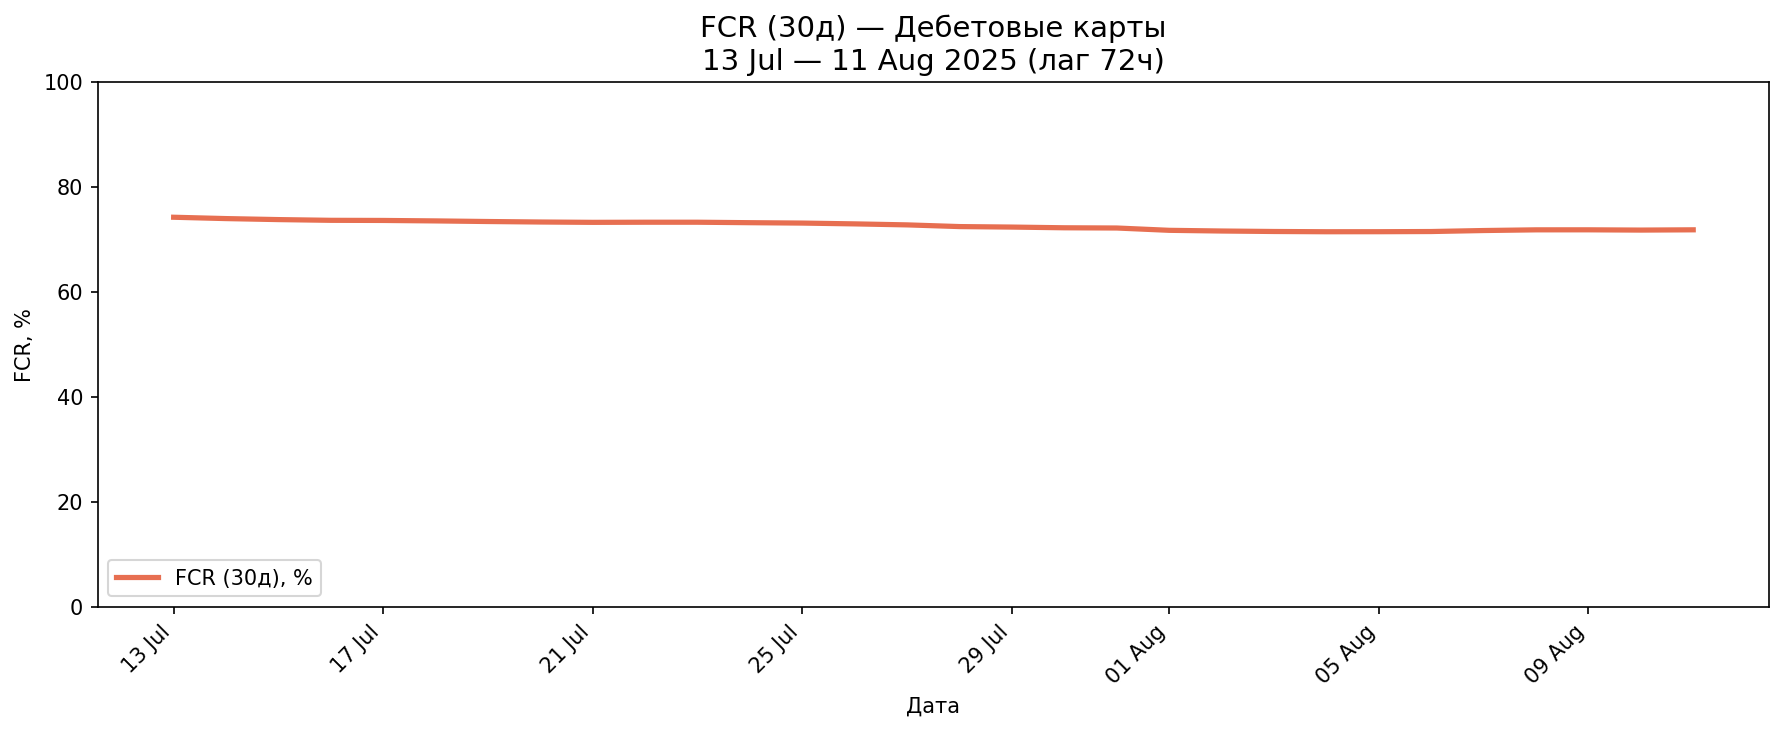 FCR (30д) — Дебетовые карты
13 Jul — 11 Aug 2025 (лаг 72ч)
FCR, %
100
80
60
40
20
0
FCR (30д), %
13 Jul
17 Jul
21 Jul
25 Jul
29 Jul
01 Aug
05 Aug
09 Aug
Дата